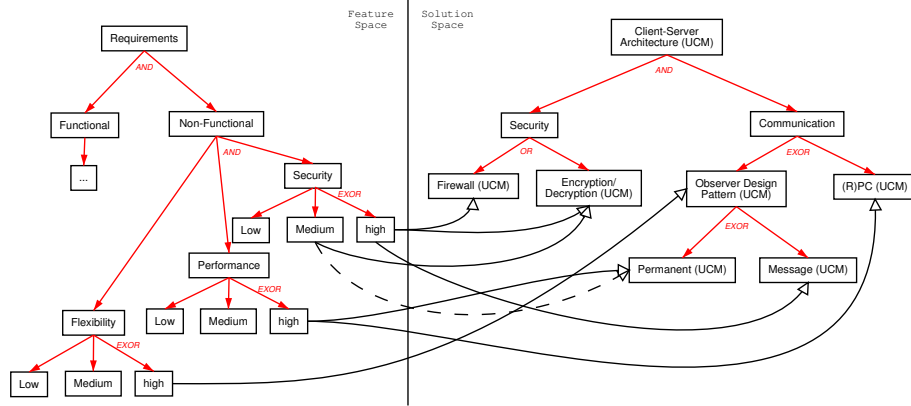 Feature
Space
Solution
Space
Requirements
AND
Functional
Non-Functional
...
AND
Security
EXOR
Low
Medium
high
Performance
EXOR
Low
Medium
high
Flexibility
EXOR
Low
Medium
high
Client-Server
Architecture (UCM)
AND
Security
OR
Communication
EXOR
Firewall (UCM)
Encryption/
Decryption (UCM)
Observer Design
Pattern (UCM)
(R)PC (UCM)
EXOR
Permanent (UCM)
Message (UCM)